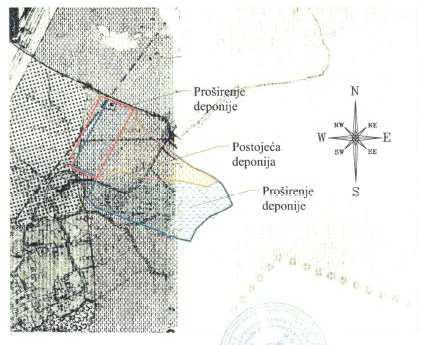 Proširenje
deponije
N
NW NE
W E
SW SE
S
Postojeća
deponija
Proširenje
deponije